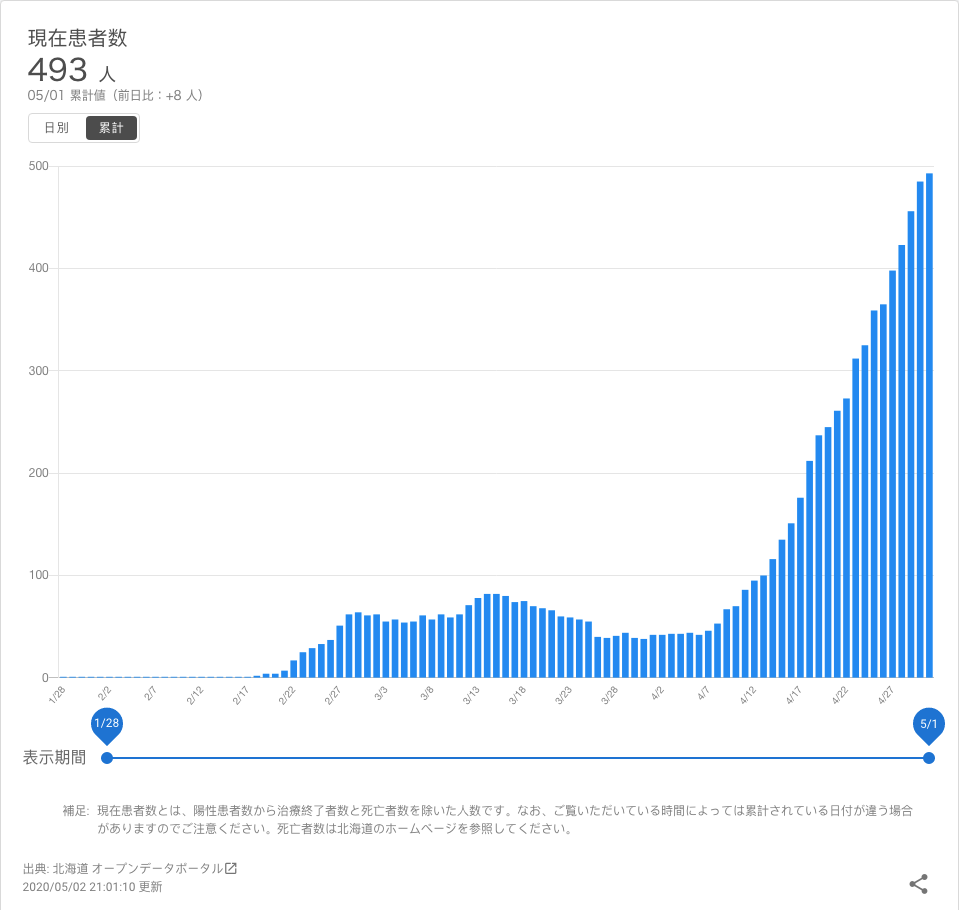 現在患者数
493 人
05/01 累計値（前日比：+8 人）
日別 累計
500
400
300
200
100
0
1/28 2/2 2/7 2/12 2/17 2/22 2/27 3/3 3/8 3/13 3/18 3/23 3/28 4/2 4/7 4/12 4/17 4/22 4/27
1/28 5/1
表示期間
補足: 現在患者数とは、陽性患者数から治療終了者数と死亡者数を除いた人数です。なお、ご覧いただいている時間によっては累計されている日付が違う場合
がありますのでご注意ください。死亡者数は北海道のホームページを参照してください。
出典: 北海道 オープンデータポータル
2020/05/02 21:01:10 更新